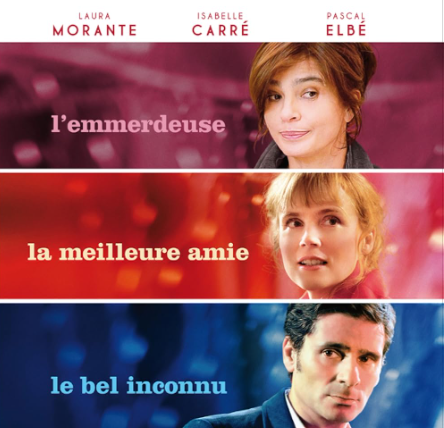 LAURA ISABELLE PASCAL
MORANTE CARRÉ ELBÉ
l'emmerdeuse
la meilleure amie
le bel inconnu